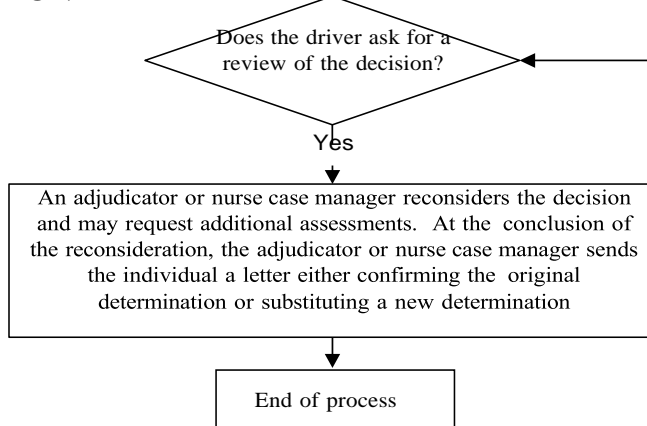 Does the driver ask for a
review of the decision?
Yes
An adjudicator or nurse case manager reconsiders the decision
and may request additional assessments. At the conclusion of
the reconsideration, the adjudicator or nurse case manager sends
the individual a letter either confirming the original
determination or substituting a new determination
End of process